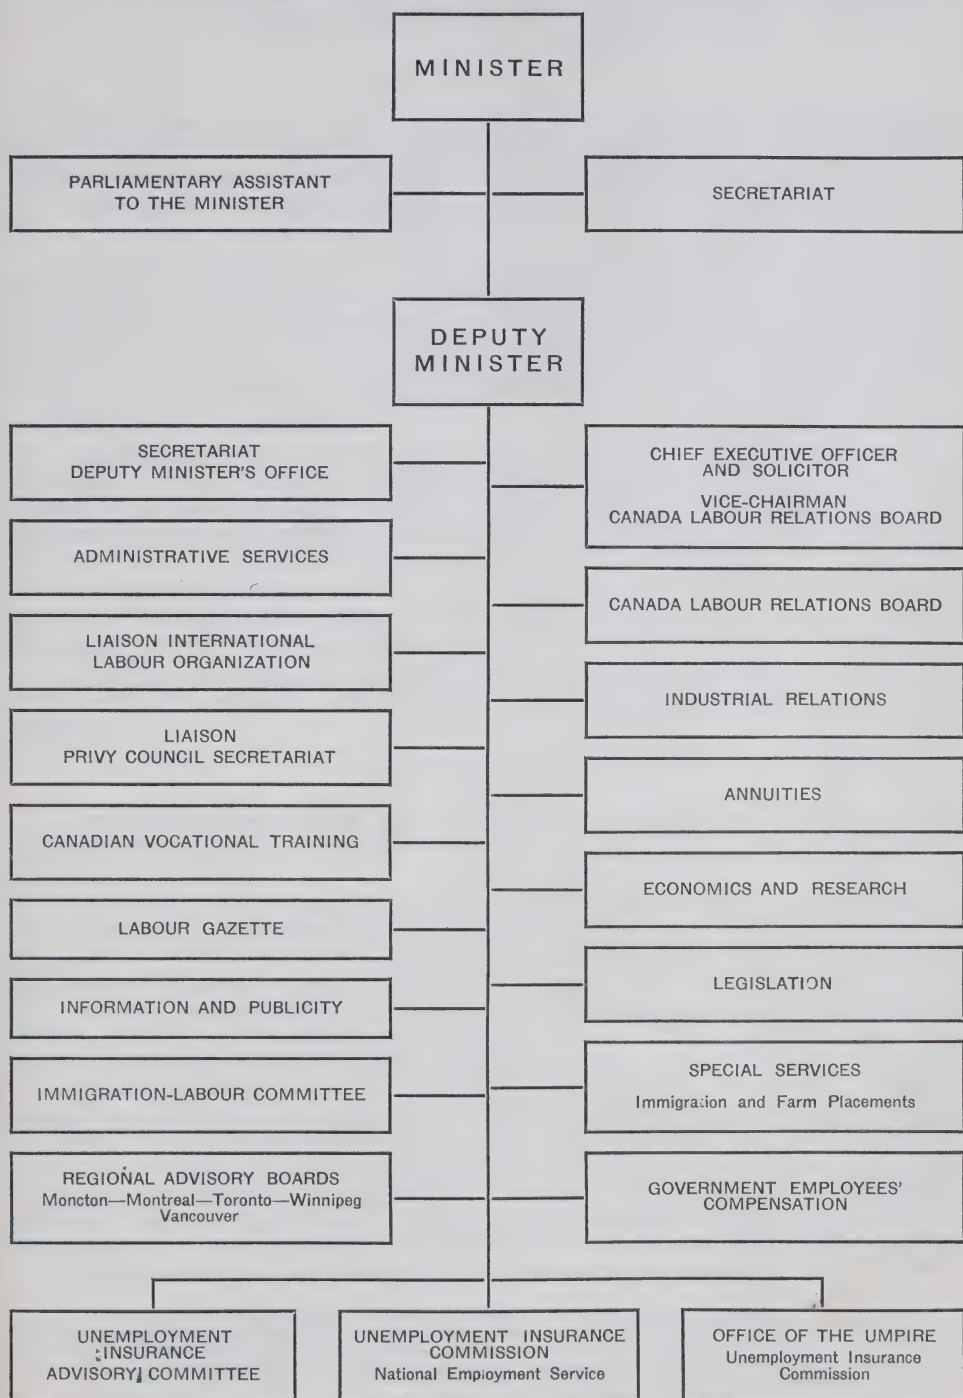 MINISTER
PARLIAMENTARY ASSISTANT
TO THE MINISTER
SECRETARIAT
DEPUTY
MINISTER
SECRETARIAT
DEPUTY MINISTER'S OFFICE
ADMINISTRATIVE SERVICES
LIAISON INTERNATIONAL
LABOUR ORGANIZATION
LIAISON
PRIVY COUNCIL SECRETARIAT
CANADIAN VOCATIONAL TRAINING
LABOUR GAZETTE
INFORMATION AND PUBLICITY
IMMIGRATION-LABOUR COMMITTEE
REGIONAL ADVISORY BOARDS
Moncton—Montreal—Toronto—Winnipeg
Vancouver
CHIEF EXECUTIVE OFFICER
AND SOLICITOR
VICE-CHAIRMAN
CANADA LABOUR RELATIONS BOARD
CANADA LABOUR RELATIONS BOARD
INDUSTRIAL RELATIONS
ANNUITIES
ECONOMICS AND RESEARCH
LEGISLATION
SPECIAL SERVICES
Immigration and Farm Placements
GOVERNMENT EMPLOYEES'
COMPENSATION
UNEMPLOYMENT
INSURANCE
ADVISORY COMMITTEE
UNEMPLOYMENT INSURANCE
COMMISSION
National Employment Service
OFFICE OF THE UMPIRE
Unemployment Insurance
Commission